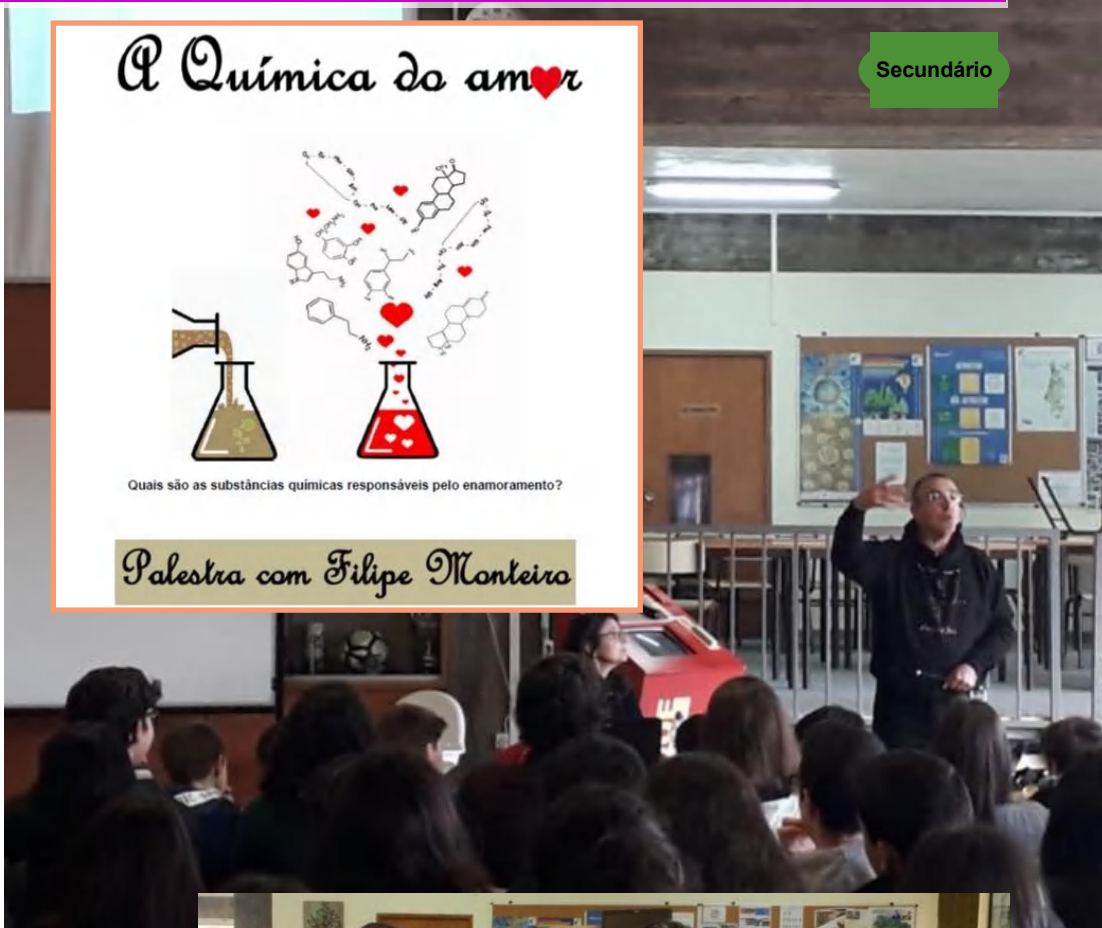 A Química do amor
Secundário
Quais são as substâncias químicas responsáveis pelo enamoramento?
Palestra com Filipe Monteiro